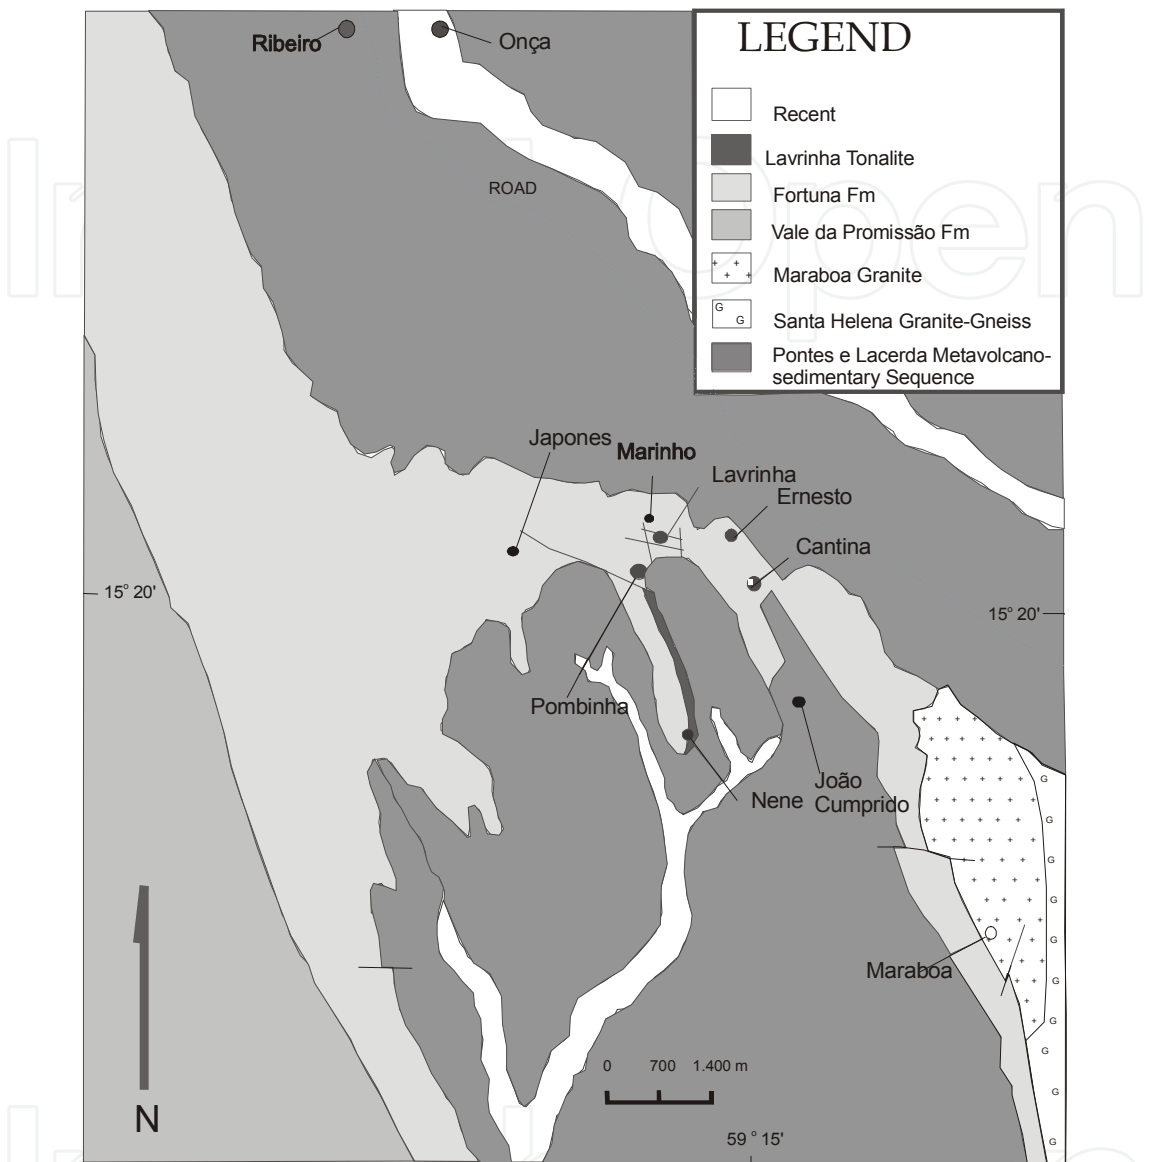 Ribeiro
Onça
LEGEND
Recent
Lavrinha Tonalite
Fortuna Fm
Vale da Promissão Fm
+ + + +
Maraboa Granite
G G
Santa Helena Granite-Gneiss
Pontes e Lacerda Metavolcano-
sedimentary Sequence
ROAD
Japones
Marinho
Lavrinha
Ernesto
Cantina
15° 20'
15° 20'
Pombinha
Nene
João
Cumprido
G
G
G
G
G
G
G
G
G
G
Maraboa
0 700 1.400 m
N
59° 15'
InTechOpen